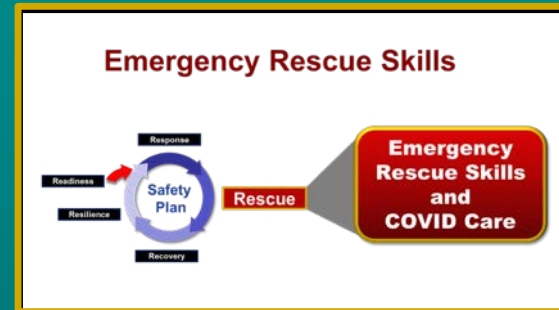 Emergency Rescue Skills
Response
Readiness
Safety
Plan
Resilience
Recovery
Rescue
Emergency
Rescue Skills
and
COVID Care